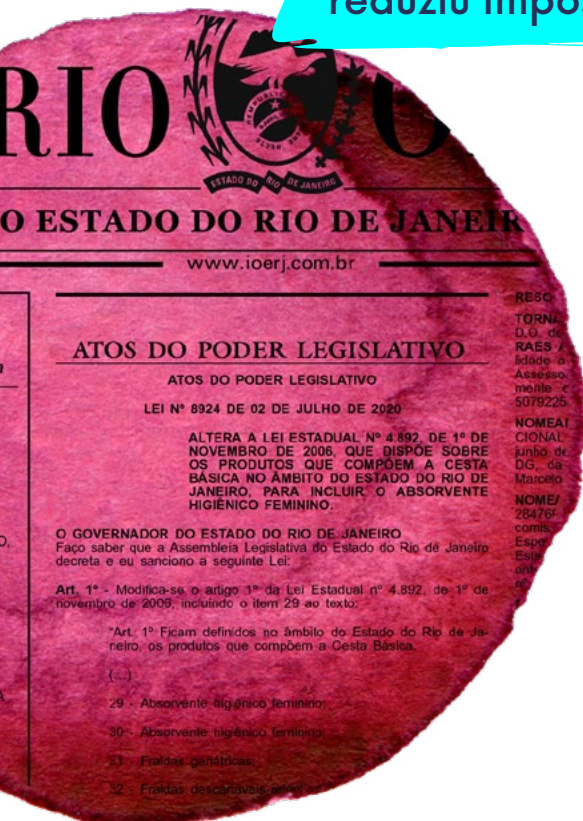 reduziu impo
RIO
ESTADO DO RIO DE JANEIRO
O ESTADO DO RIO DE JANEIR
www.ioerj.com.br
ATOS DO PODER LEGISLATIVO
ATOS DO PODER LEGISLATIVO
LEI Nº 8924 DE 02 DE JULHO DE 2020
ALTERA A LEI ESTADUAL Nº 4.892, DE 1º DE
NOVEMBRO DE 2006, QUE DISPÕE SOBRE
OS PRODUTOS QUE COMPÕEM A CESTA
BÁSICA NO ÂMBITO DO ESTADO DO RIO DE
JANEIRO, PARA INCLUIR O ABSORVENTE
HIGIÊNICO FEMININO.
O GOVERNADOR DO ESTADO DO RIO DE JANEIRO
Faço saber que a Assembleia Legislativa do Estado do Rio de Janeiro
decreta e eu sanciono a seguinte Lei:
Art. 1º - Modifica-se o artigo 1º da Lei Estadual nº 4.892, de 1º de
novembro de 2006, incluindo o item 29 ao texto:
"Art. 1º Ficam definidos no âmbito do Estado do Rio de Ja-
neiro, os produtos que compõem a Cesta Básica.
(...)
29 - Absorvente higiênico feminino;
30 - Absorvente higiênico feminino;
31 - Fraldas geriátricas;
32 - Fraldas descartáveis
RESO
TORNA
D.O. de
RAES
lidade
Assesso
mente
5079225
NOMEAR
CIONAL
junho de
DG, da
Marcelo
NOMEA
28476
comis